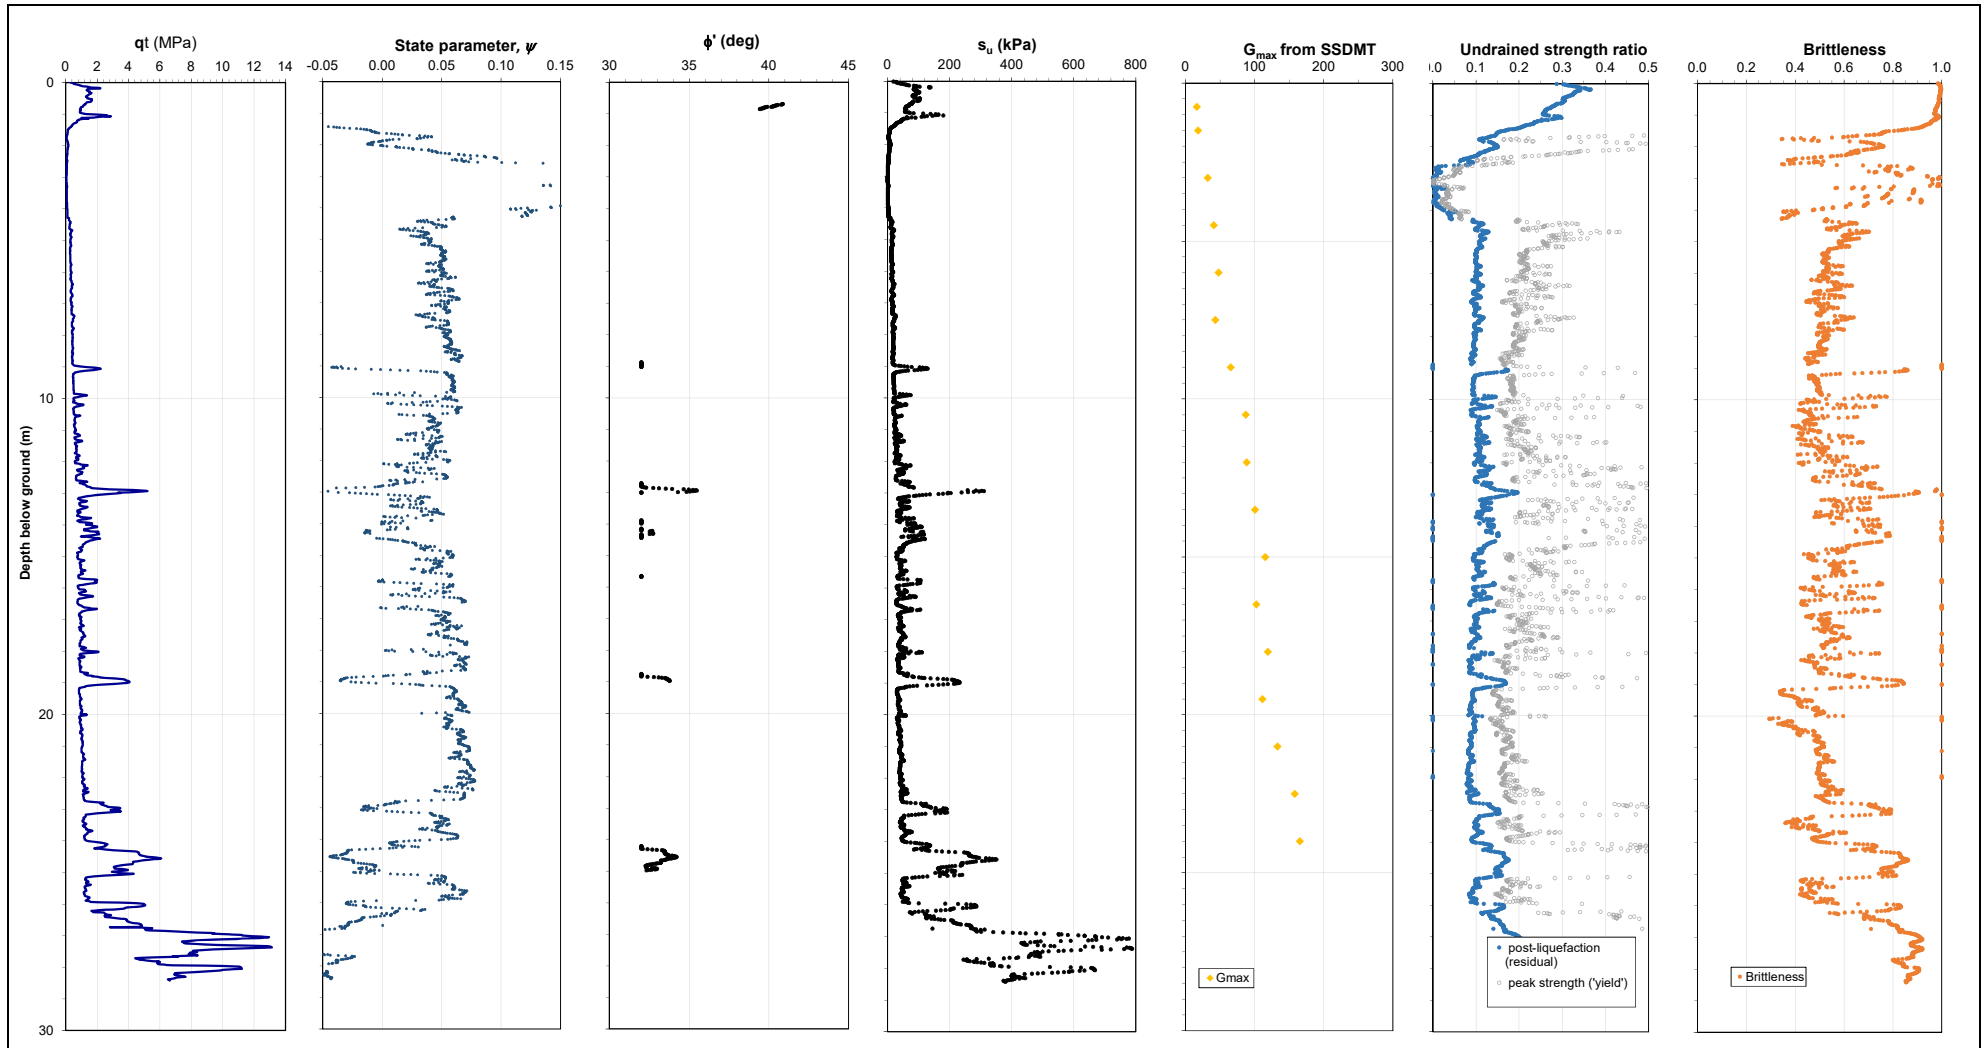 qt (MPa)
0 2 4 6 8 10 12 14
State parameter, ψ
-0.05 0.00 0.05 0.10 0.15
ϕ' (deg)
30 35 40 45
su (kPa)
0 200 400 600 800
Gmax from SSDMT
0 100 200 300
Undrained strength ratio
0.0 0.1 0.2 0.3 0.4 0.5
Brittleness
0.0 0.2 0.4 0.6 0.8 1.0
Depth below ground (m)
0
10
20
30
Gmax
post-liquefaction
(residual)
peak strength ('yield')
Brittleness